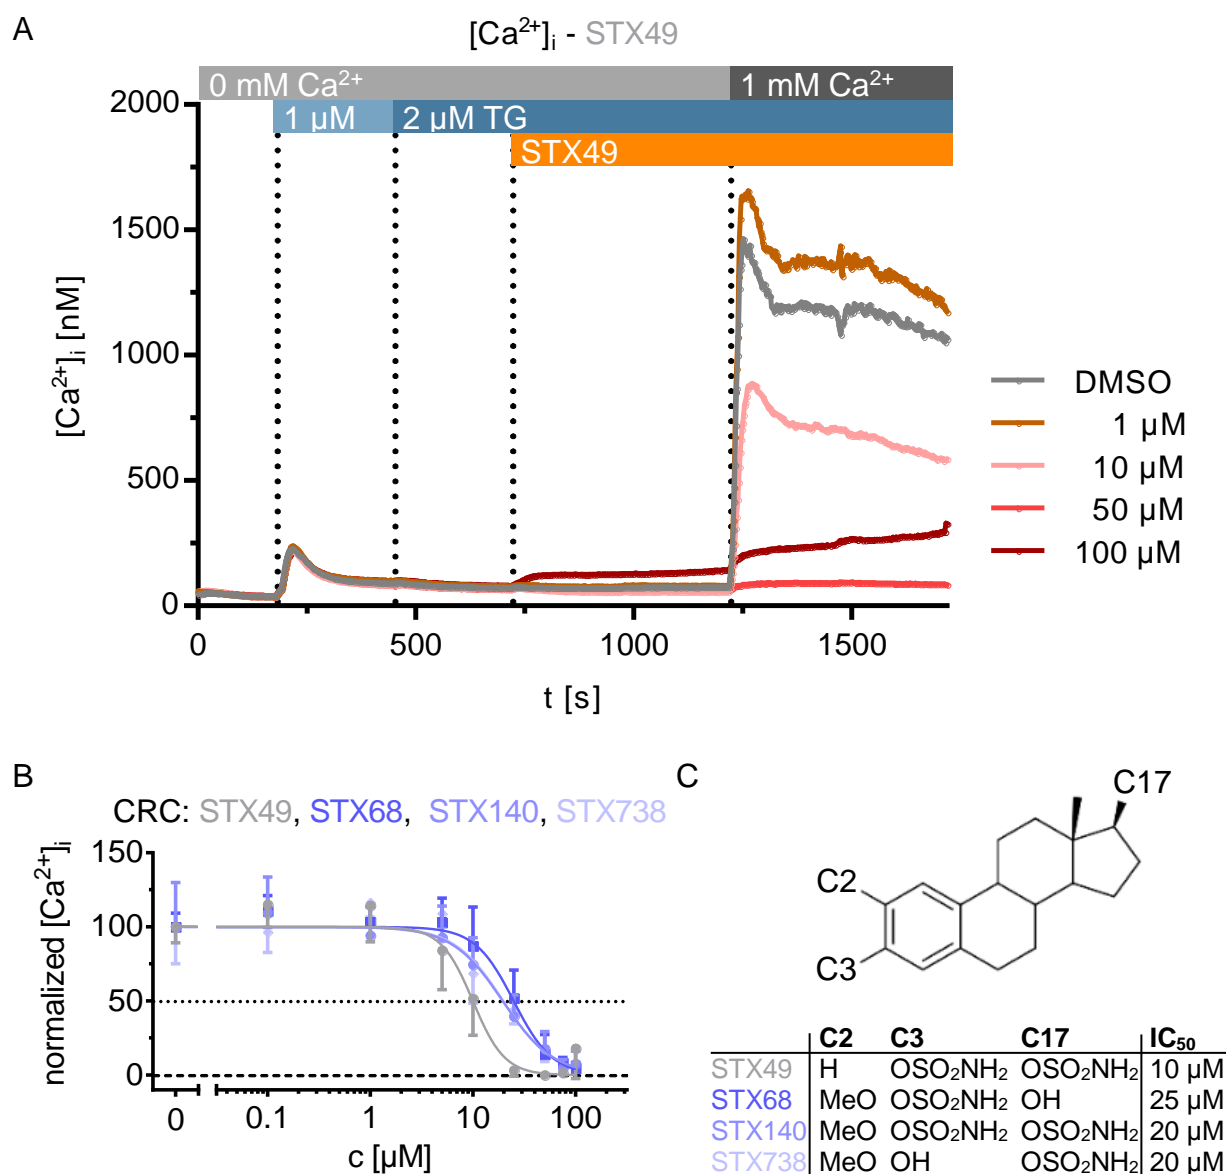 A
[Ca²⁺]ᵢ - STX49
0 mM Ca²⁺
1 mM Ca²⁺
1 µM
2 µM TG
STX49
2000
1500
1000
500
0
[Ca²⁺]ᵢ [nM]
0
500
1000
1500
t [s]
DMSO
1 µM
10 µM
50 µM
100 µM
B
CRC: STX49, STX68, STX140, STX738
150
100
50
0
normalized [Ca²⁺]ᵢ
0
0.1
1
10
100
c [µM]
C
C17
C2
C3
C2 C3 C17 IC₅₀
STX49 H OSO₂NH₂ OSO₂NH₂ 10 µM
STX68 MeO OSO₂NH₂ OH 25 µM
STX140 MeO OSO₂NH₂ OSO₂NH₂ 20 µM
STX738 MeO OH OSO₂NH₂ 20 µM